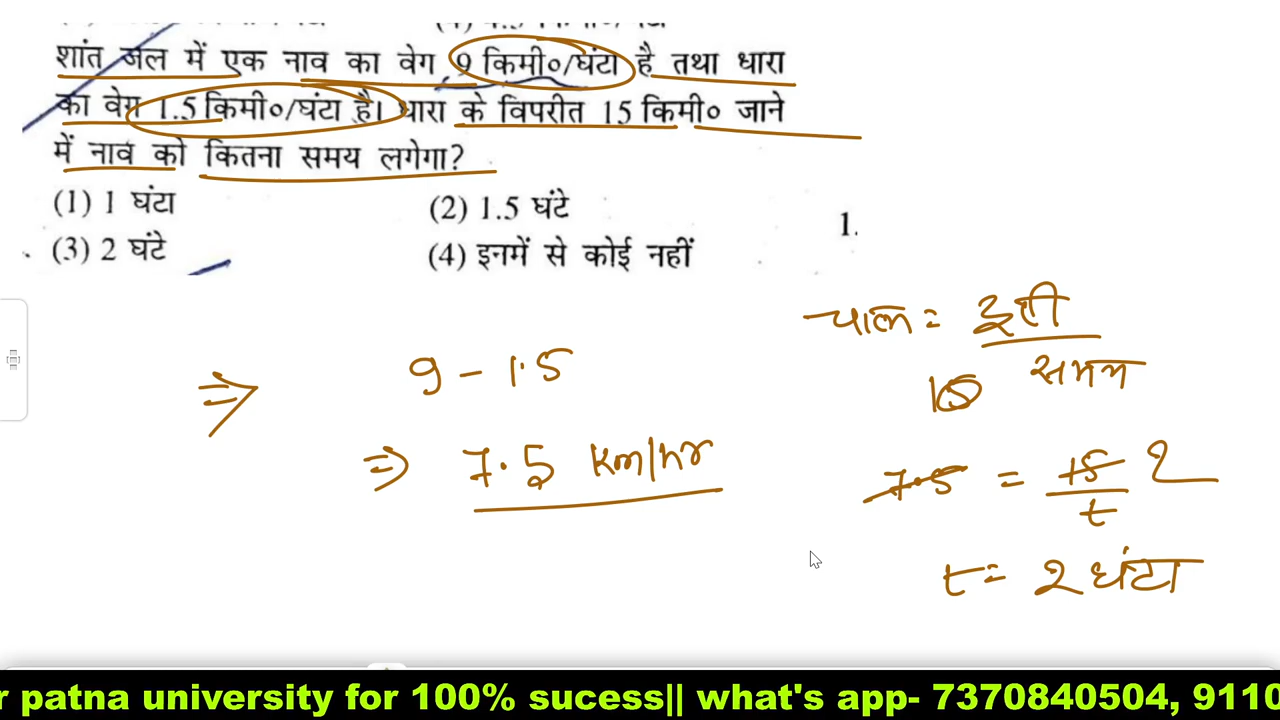 शांत जल में एक नाव का वेग 9 किमी०/घंटा है तथा धारा
का वेग 1.5 किमी०/घंटा है। धारा के विपरीत 15 किमी० जाने
में नाव को कितना समय लगेगा?
(1) 1 घंटा (2) 1.5 घंटे
(3) 2 घंटे (4) इनमें से कोई नहीं
1.
चाल = दूरी
समय
15
⇒ 9 - 1.5
⇒ 7.5 km/hr
7.5 = 15 2
t
t = 2 घंटा
r patna university for 100% sucess|| what's app- 7370840504, 9110